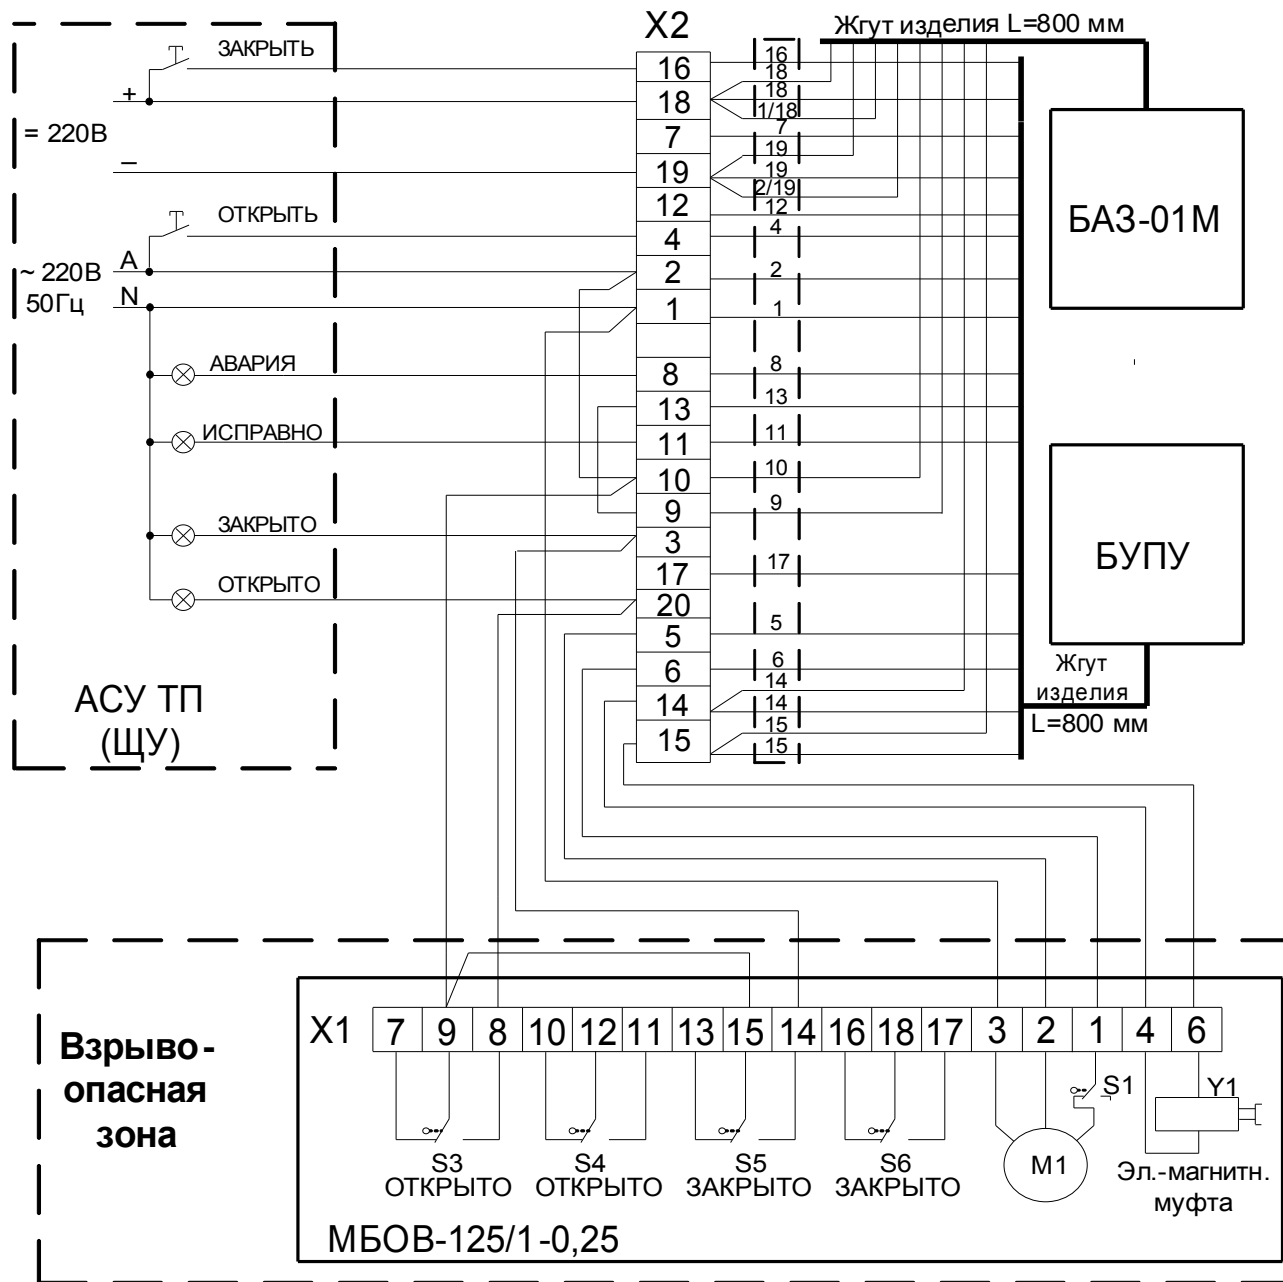 X2
Жгут изделия L=800 мм
ЗАКРЫТЬ
+
= 220В
–
ОТКРЫТЬ
~ 220В
50Гц
A
N
АВАРИЯ
ИСПРАВНО
ЗАКРЫТО
ОТКРЫТО
АСУ ТП
(ЩУ)
16
18
7
19
12
4
2
1
8
13
11
10
9
3
17
20
5
6
14
15
16
18
18
1/18
7
19
19
2/19
12
4
2
1
8
13
11
10
9
17
5
6
14
14
15
15
БАЗ-01М
БУПУ
Жгут
изделия
L=800 мм
Взрыво-
опасная
зона
X1
7 9 8 10 12 11 13 15 14 16 18 17 3 2 1 4 6
S1
Y1
S3
ОТКРЫТО
S4
ОТКРЫТО
S5
ЗАКРЫТО
S6
ЗАКРЫТО
М1
Эл.-магнитн.
муфта
МБОВ-125/1-0,25